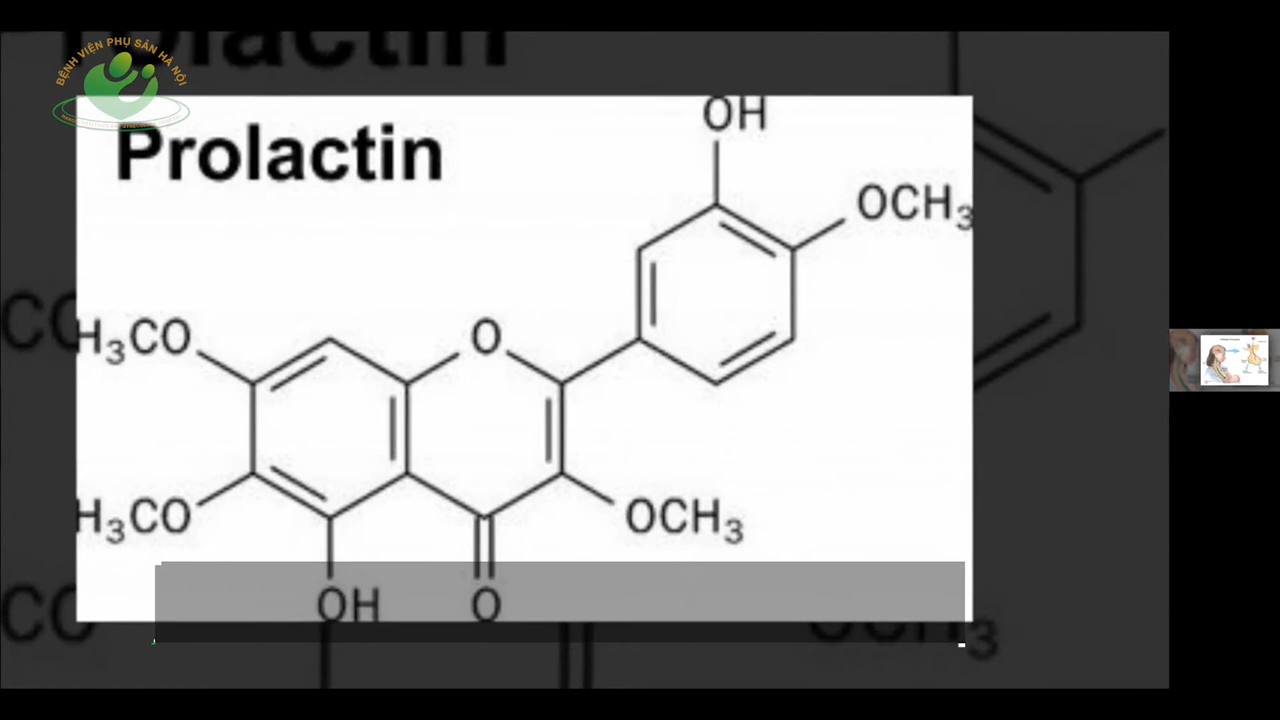 BỆNH VIỆN PHỤ SẢN HÀ NỘI
Prolactin
OH
OCH₃
H₃CO
O
H₃CO
OCH₃
OH
O